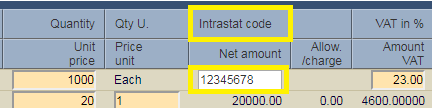 Quantity Qty U. Intrastat code VAT in %
Unit price Price unit Net amount Allow. /charge Amount VAT
1000 Each 12345678 23.00
20 1 20000.00 0.00 4600.00000